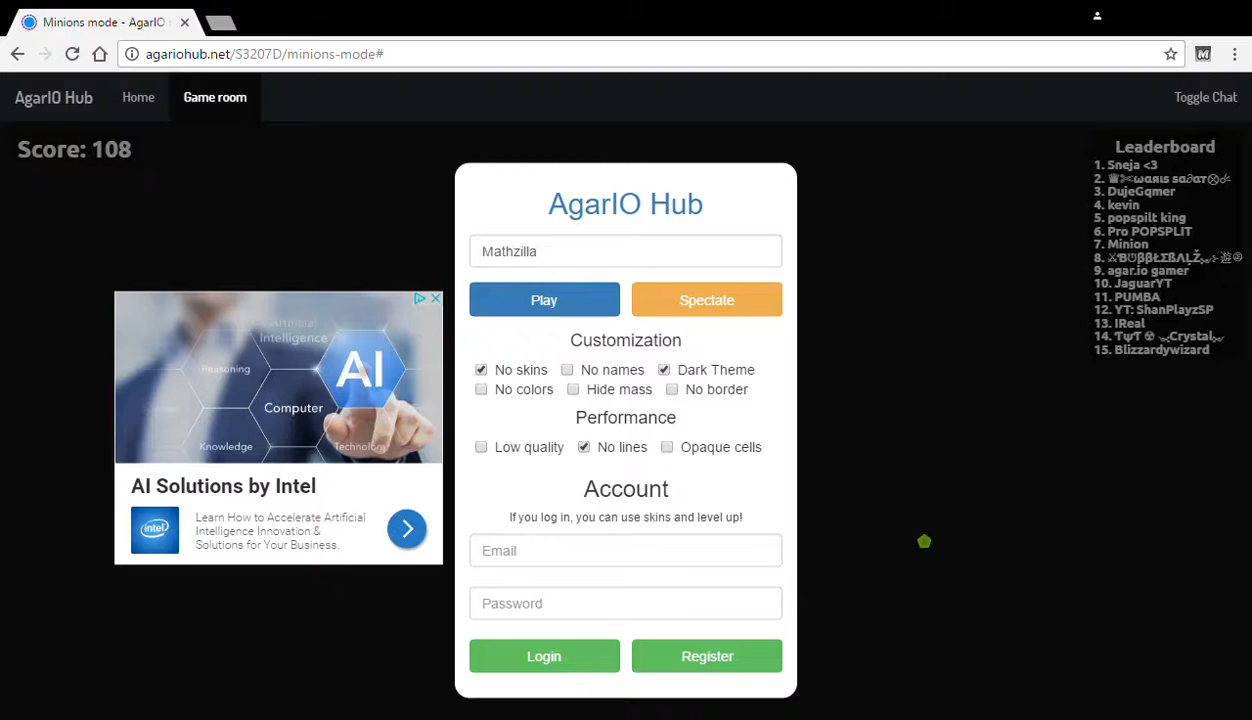 Minions mode - AgarIO
agariohub.net/S3207D/minions-mode#
AgarIO Hub Home Game room Toggle Chat
Score: 108
Leaderboard
1. Sneja <3
3. DujeGqmer
4. kevin
5. popspilt king
6. Pro POPSPLIT
7. Minion
8.
9. agar.io gamer
10. JaguarYT
11. PUMBA
12. YT: ShanPlayzSP
13. IReal
14. ƬψƬ ☢ Crystal
15. Blizzardywizard
AgarIO Hub
Mathzilla
Play Spectate
Customization
No skins No names Dark Theme
No colors Hide mass No border
Performance
Low quality No lines Opaque cells
Account
If you log in, you can use skins and level up!
Email
Password
Login Register
Artificial
Intelligence
Reasoning
AI
Computer
Knowledge Technology
AI Solutions by Intel
intel
Learn How to Accelerate Artificial
Intelligence Innovation &
Solutions for Your Business.